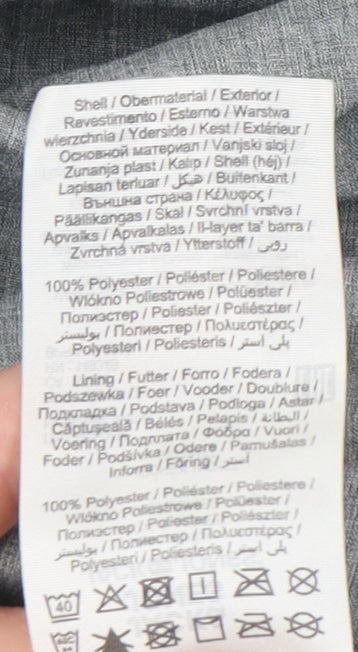 Shell / Obermaterial / Exterior /
Revestimento / Esterno / Warstwa
wierzchnia / Yderside / Kest / Extérieur /
Основной материал / Vanjski sloj /
Zunanja plast / Kалъp / Shell (héj) /
Lapisan terluar / هيكل / Buitenkant /
Външна страна / Κέλυφος /
Päällikangas / Skal / Svrchní vrstva /
Apvalks / Apvalkalas / Il-layer ta' barra /
Zvrchná vrstva / Ytterstoff / رویی
100% Polyester / Poliéster / Poliestere /
Włókno Poliestrowe / Polüester /
Полиэстер / Poliester / Poliészter /
بوليستر / Полиестер / Πολυεστέρας /
Polyesteri / Poliesteris / پلی استر
Lining / Futter / Forro / Fodera /
Podszewka / Foer / Vooder / Doublure /
Подкладка / Podstava / Podloga / Astar /
Căptușeală / Bélés / Pelapis / البطانة /
Voering / Подплата / Φόδρα / Vuori /
Foder / Podšívka / Odere / Pamušalas /
Inforra / Fôring / آستر
100% Polyester / Poliéster / Poliestere /
Włókno Poliestrowe / Polüester /
Полиэстер / Poliester / Poliészter /
بوليستر / Полиестер / Πολυεστέρας /
Polyesteri / Poliesteris / پلی استر
40